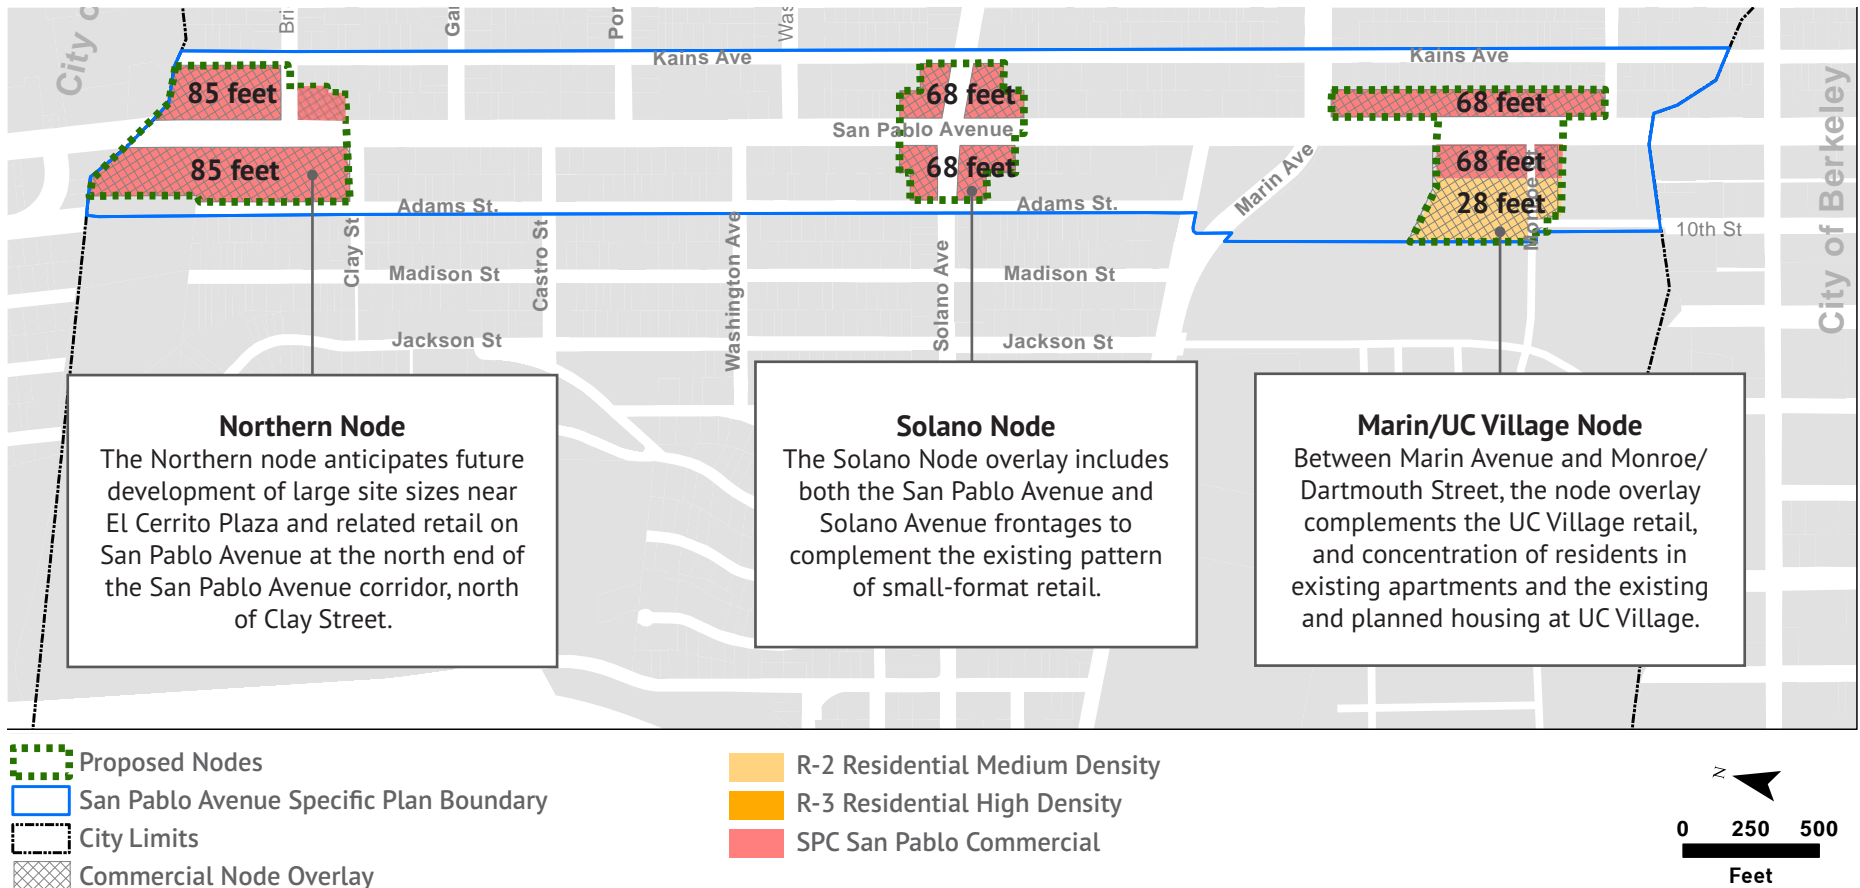 City
Kains Ave
Kains Ave
85 feet
68 feet
68 feet
San Pablo Avenue
85 feet
68 feet
68 feet
28 feet
Marin Ave
Adams St.
Adams St.
10th St
City of Berkeley
Clay St
Castro St
Washington Ave
Solano Ave
Madison St
Madison St
Jackson St
Jackson St
Northern Node
The Northern node anticipates future
development of large site sizes near
El Cerrito Plaza and related retail on
San Pablo Avenue at the north end of
the San Pablo Avenue corridor, north
of Clay Street.
Solano Node
The Solano Node overlay includes
both the San Pablo Avenue and
Solano Avenue frontages to
complement the existing pattern
of small-format retail.
Marin/UC Village Node
Between Marin Avenue and Monroe/
Dartmouth Street, the node overlay
complements the UC Village retail,
and concentration of residents in
existing apartments and the existing
and planned housing at UC Village.
Proposed Nodes
San Pablo Avenue Specific Plan Boundary
City Limits
Commercial Node Overlay
R-2 Residential Medium Density
R-3 Residential High Density
SPC San Pablo Commercial
N
0 250 500
Feet